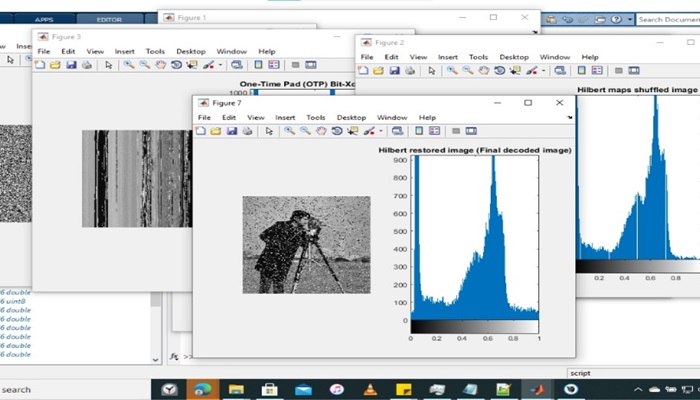 APPS
EDITOR
Figure 1
Search Documen
Figure 3
File Edit View Insert Tools Desktop Window Help
One-Time Pad (OTP) Bit-Xo
1000
Figure 2
File Edit View Insert Tools Desktop Window Help
Hilbert maps shuffled image
0.2 0.4 0.6 0.8
Figure 7
File Edit View Insert Tools Desktop Window Help
Hilbert restored image (Final decoded image)
900
800
700
600
500
400
300
200
100
0
0 0.2 0.4 0.6 0.8 1
6 double
6 uint8
6 double
6 double
6 double
6 double
6 double
fx >>
script
search